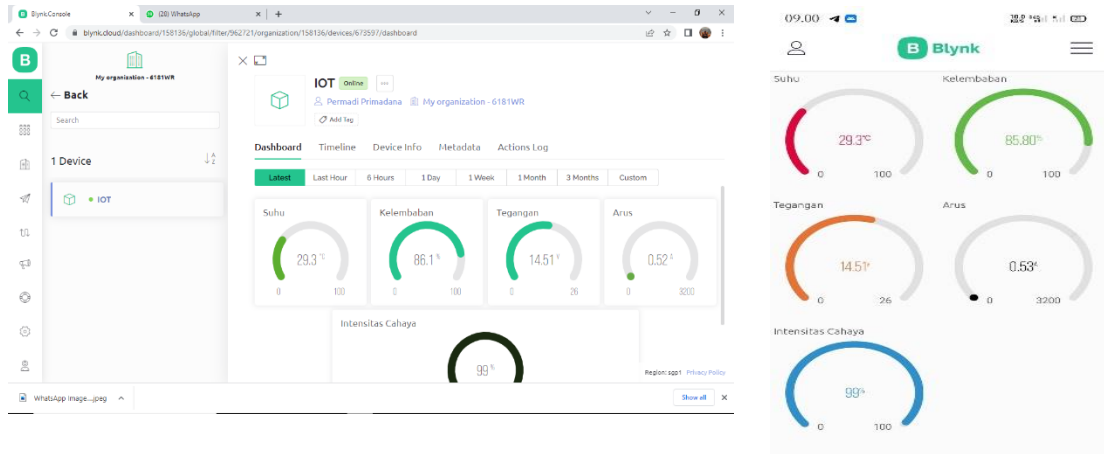 Blynk.Console
(28) WhatsApp
blynk.cloud/dashboard/158136/global/filter/962721/organization/158136/devices/673597/dashboard
B
My organization - 6181WR
← Back
Search
1 Device
IOT
IOT
Online
Permadi Primadana
My organization - 6181WR
Add Tag
Dashboard
Timeline
Device Info
Metadata
Actions Log
Latest
Last Hour
6 Hours
1 Day
1 Week
1 Month
3 Months
Custom
Suhu
29.3 °C
0
100
Kelembaban
86.1 %
0
100
Tegangan
14.51 V
0
26
Arus
0.52 A
0
3200
Intensitas Cahaya
99 %
Region: sgp1
Privacy Policy
WhatsApp Image....jpeg
Show all
09.00
B Blynk
Suhu
29.3°C
0
100
Kelembaban
85.80%
0
100
Tegangan
14.51V
0
26
Arus
0.53A
0
3200
Intensitas Cahaya
99%
0
100